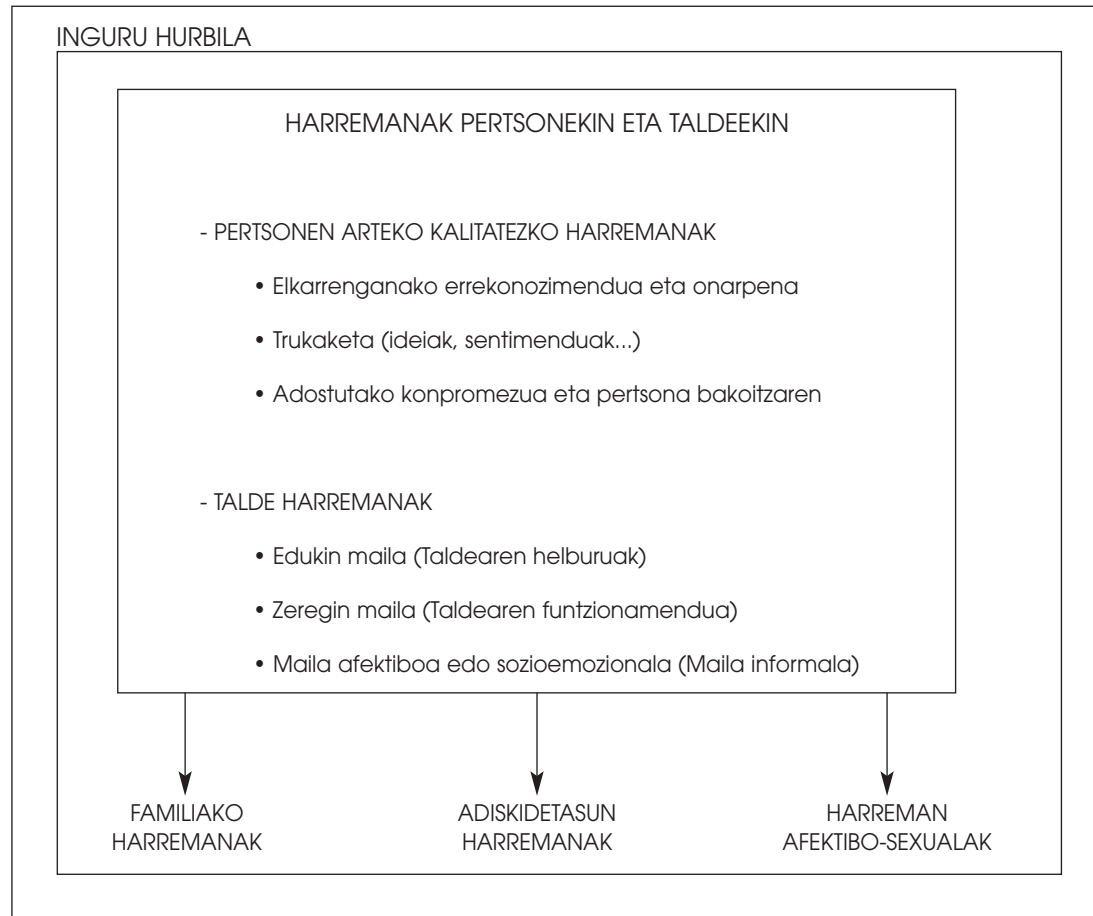 INGURU HURBILA
HARREMANAK PERTSONEKIN ETA TALDEEKIN
- PERTSONEN ARTEKO KALITATEZKO HARREMANAK
• Elkarrenganako errekonozimendua eta onarpena
• Trukaketa (ideiak, sentimenduak...)
• Adostutako konpromezua eta pertsona bakoitzaren
- TALDE HARREMANAK
• Edukin maila (Taldearen helburuak)
• Zeregin maila (Taldearen funtzionamendua)
• Maila afektiboa edo sozioemozionala (Maila informala)
FAMILIAKO
HARREMANAK
ADISKIDETASUN
HARREMANAK
HARREMAN
AFEKTIBO-SEXUALAK